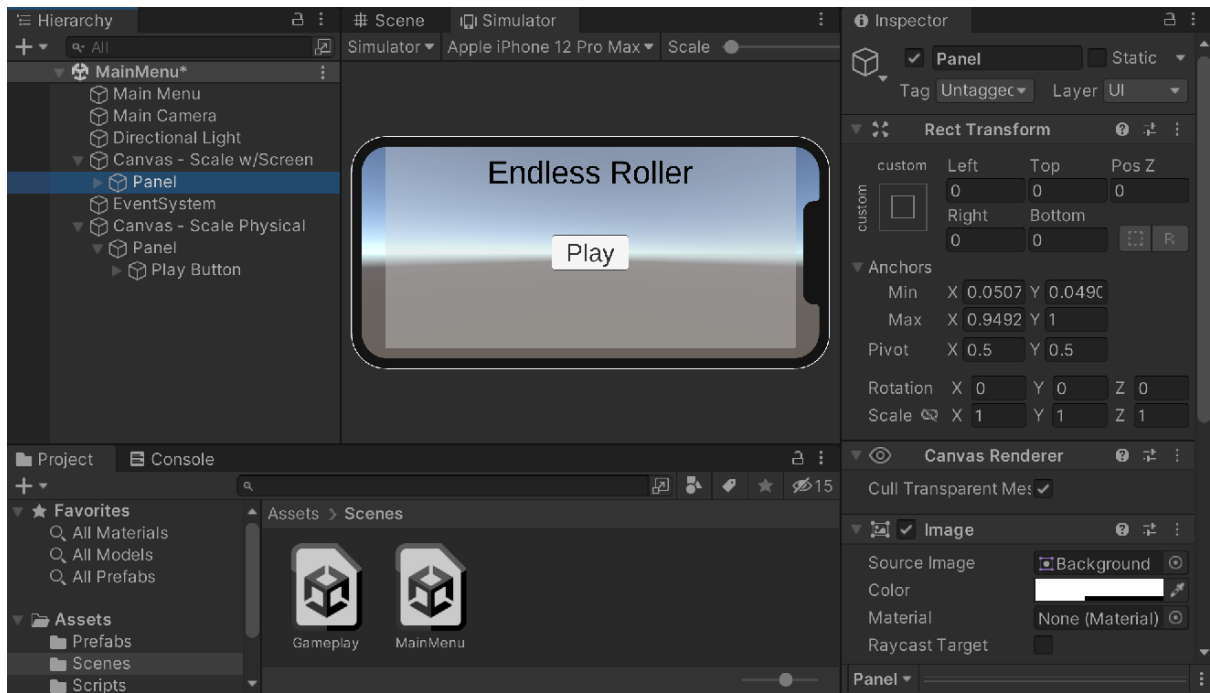 Hierarchy
All
MainMenu*
Main Menu
Main Camera
Directional Light
Canvas - Scale w/Screen
Panel
EventSystem
Canvas - Scale Physical
Panel
Play Button
Scene
Simulator
Simulator
Apple iPhone 12 Pro Max
Scale
Endless Roller
Play
Inspector
Panel
Static
Tag Untaggec
Layer UI
Rect Transform
custom
custom
Left Top Pos Z
0 0 0
Right Bottom
0 0
R
Anchors
Min X 0.0507 Y 0.0490
Max X 0.9492 Y 1
Pivot X 0.5 Y 0.5
Rotation X 0 Y 0 Z 0
Scale X 1 Y 1 Z 1
Canvas Renderer
Cull Transparent Mes
Image
Source Image Background
Color
Material None (Material)
Raycast Target
Panel
Project
Console
15
Favorites
All Materials
All Models
All Prefabs
Assets
Prefabs
Scenes
Scripts
Assets > Scenes
Gameplay
MainMenu